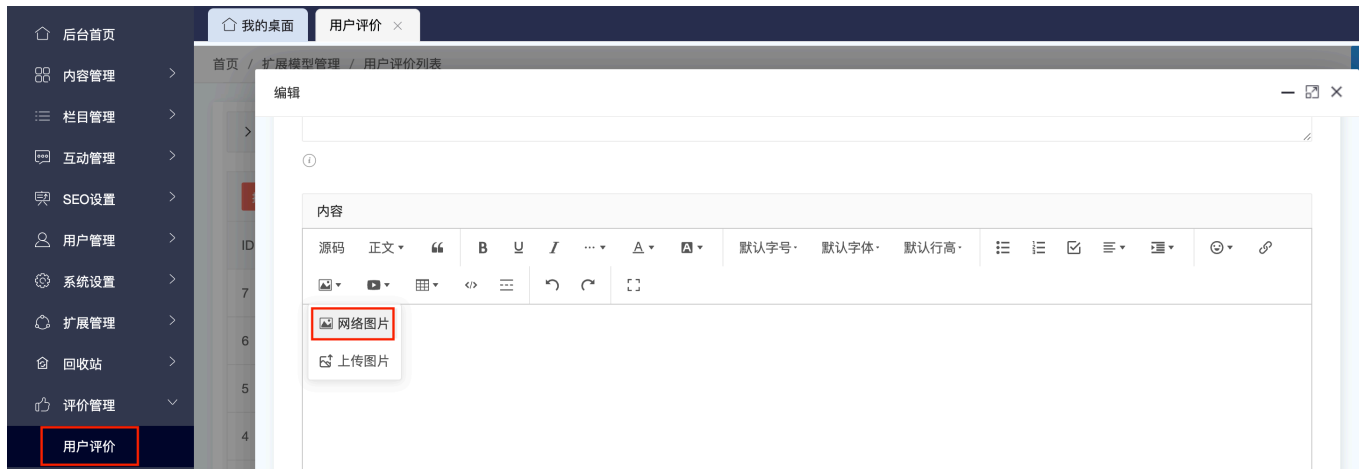 后台首页
内容管理
栏目管理
互动管理
SEO设置
用户管理
系统设置
扩展管理
回收站
评价管理
用户评价
我的桌面 用户评价
首页 / 扩展模型管理 / 用户评价列表
编辑
内容
源码 正文 B U I A A 默认字号 默认字体 默认行高
网络图片
上传图片
ID
7
6
5
4